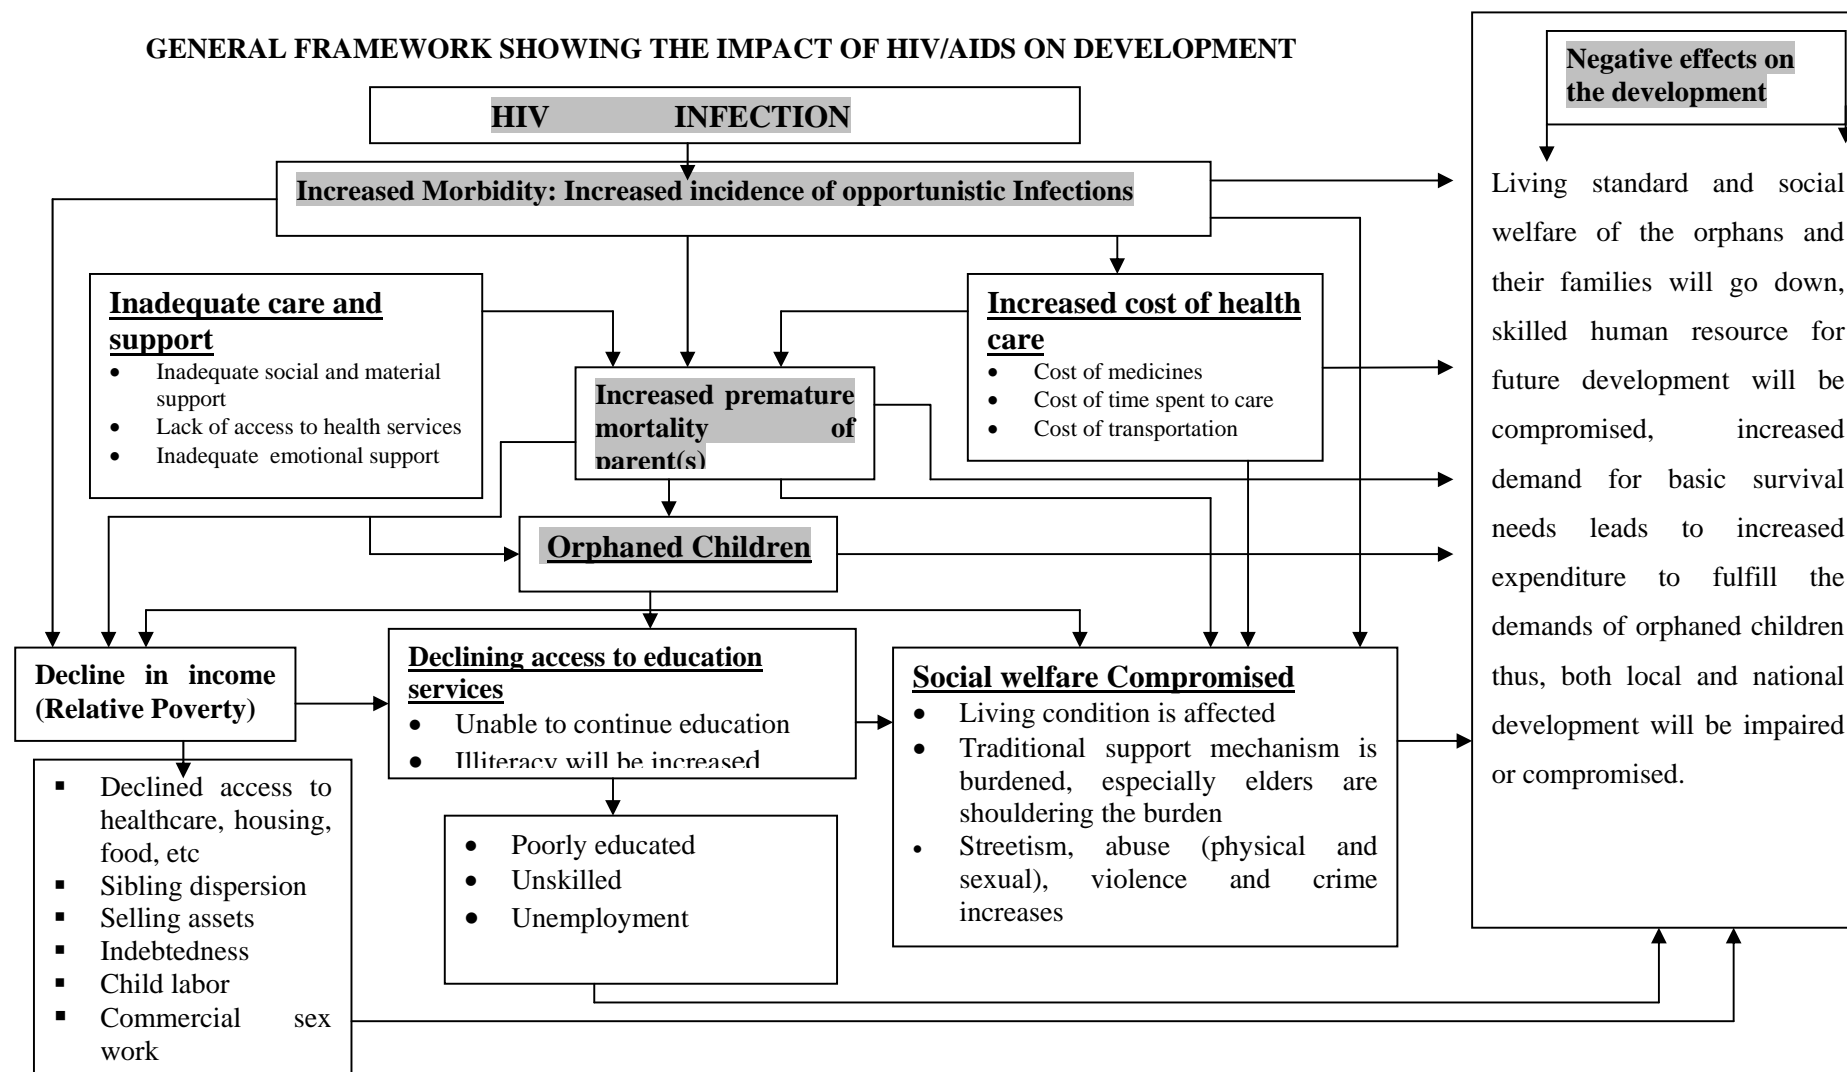 GENERAL FRAMEWORK SHOWING THE IMPACT OF HIV/AIDS ON DEVELOPMENT
HIV INFECTION
Increased Morbidity: Increased incidence of opportunistic Infections
Inadequate care and
support
• Inadequate social and material
support
• Lack of access to health services
• Inadequate emotional support
Increased premature
mortality of
parent(s)
Increased cost of health
care
• Cost of medicines
• Cost of time spent to care
• Cost of transportation
Orphaned Children
Decline in income
(Relative Poverty)
▪ Declined access to
healthcare, housing,
food, etc
▪ Sibling dispersion
▪ Selling assets
▪ Indebtedness
▪ Child labor
▪ Commercial sex
work
Declining access to education
services
• Unable to continue education
• Illiteracy will be increased
• Poorly educated
• Unskilled
• Unemployment
Social welfare Compromised
• Living condition is affected
• Traditional support mechanism is
burdened, especially elders are
shouldering the burden
• Streetism, abuse (physical and
sexual), violence and crime
increases
Negative effects on
the development
Living standard and social
welfare of the orphans and
their families will go down,
skilled human resource for
future development will be
compromised, increased
demand for basic survival
needs leads to increased
expenditure to fulfill the
demands of orphaned children
thus, both local and national
development will be impaired
or compromised.